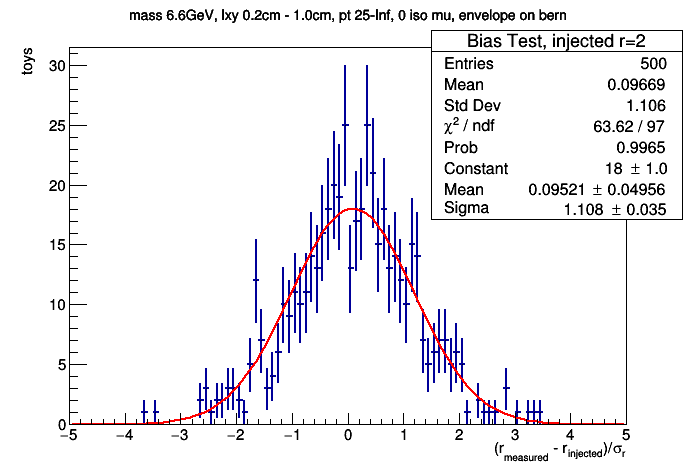 mass 6.6GeV, lxy 0.2cm - 1.0cm, pt 25-Inf, 0 iso mu, envelope on bern
Bias Test, injected r=2
Entries 500
Mean 0.09669
Std Dev 1.106
χ² / ndf 63.62 / 97
Prob 0.9965
Constant 18 ± 1.0
Mean 0.09521 ± 0.04956
Sigma 1.108 ± 0.035
toys
30
25
20
15
10
5
0
−5 −4 −3 −2 −1 0 1 2 3 4 5
(r_measured - r_injected)/σ_r